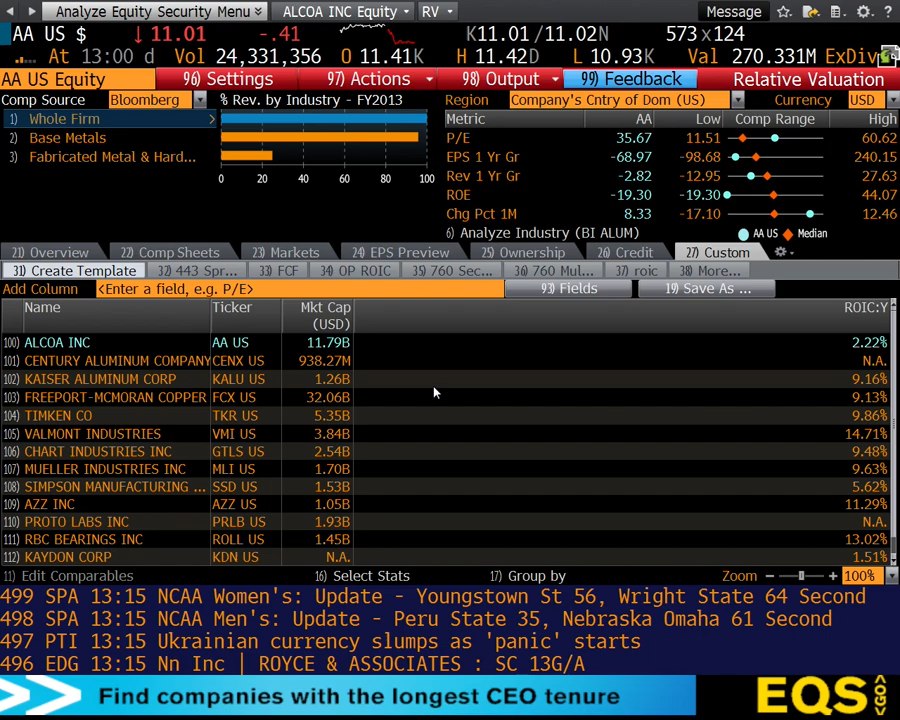 Analyze Equity Security Menu ALCOA INC Equity RV Message
AA US $ ↓ 11.01 -.41 K11.01 / 11.02N 573 x 124
At 13:00 d Vol 24,331,356 O 11.41K H 11.42D L 10.93K Val 270.331M ExDiv
AA US Equity 96) Settings 97) Actions 98) Output 99) Feedback Relative Valuation
Comp Source Bloomberg % Rev. by Industry - FY2013 Region Company's Cntry of Dom (US) Currency USD
1) Whole Firm > Metric AA Low Comp Range High
2) Base Metals P/E 35.67 11.51 60.62
3) Fabricated Metal & Hard... EPS 1 Yr Gr -68.97 -98.68 240.15
0 20 40 60 80 100 Rev 1 Yr Gr -2.82 -12.95 27.63
ROE -19.30 -19.30 44.07
Chg Pct 1M 8.33 -17.10 12.46
6) Analyze Industry (BI ALUM) AA US Median
21) Overview 22) Comp Sheets 23) Markets 24) EPS Preview 25) Ownership 26) Credit 27) Custom
31) Create Template 32) 443 Spr... 33) FCF 34) OP ROIC 35) 760 Sec... 36) 760 Mul... 37) roic 38) More...
Add Column <Enter a field, e.g. P/E> 93) Fields 19) Save As ...
Name Ticker Mkt Cap ROIC:Y
(USD)
100) ALCOA INC AA US 11.79B 2.22%
101) CENTURY ALUMINUM COMPANY CENX US 938.27M N.A.
102) KAISER ALUMINUM CORP KALU US 1.26B 9.16%
103) FREEPORT-MCMORAN COPPER FCX US 32.06B 9.13%
104) TIMKEN CO TKR US 5.35B 9.86%
105) VALMONT INDUSTRIES VMI US 3.84B 14.71%
106) CHART INDUSTRIES INC GTLS US 2.54B 9.48%
107) MUELLER INDUSTRIES INC MLI US 1.70B 9.63%
108) SIMPSON MANUFACTURING ... SSD US 1.53B 5.62%
109) AZZ INC AZZ US 1.05B 11.29%
110) PROTO LABS INC PRLB US 1.93B N.A.
111) RBC BEARINGS INC ROLL US 1.45B 13.02%
112) KAYDON CORP KDN US N.A. 1.51%
11) Edit Comparables 16) Select Stats 17) Group by Zoom - + 100%
499 SPA 13:15 NCAA Women's: Update - Youngstown St 56, Wright State 64 Second
498 SPA 13:15 NCAA Men's: Update - Peru State 35, Nebraska Omaha 61 Second
497 PTI 13:15 Ukrainian currency slumps as 'panic' starts
496 EDG 13:15 Nn Inc | ROYCE & ASSOCIATES : SC 13G/A
Find companies with the longest CEO tenure EQS <GO>